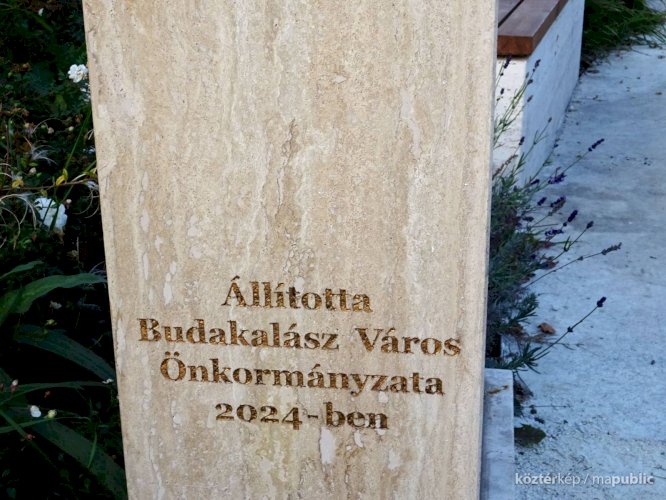 Állította
Budakalász Város
Önkormányzata
2024-ben
köztérkép / mapublic